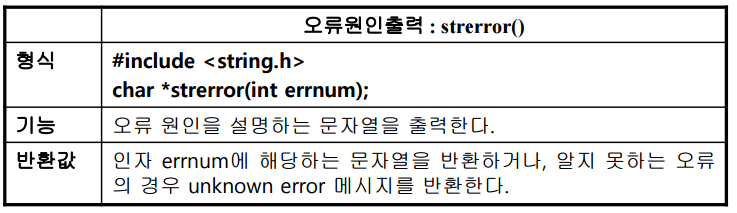 오류원인출력 : strerror()
형식
#include <string.h>
char *strerror(int errnum);
기능
오류 원인을 설명하는 문자열을 출력한다.
반환값
인자 errnum에 해당하는 문자열을 반환하거나, 알지 못하는 오류
의 경우 unknown error 메시지를 반환한다.